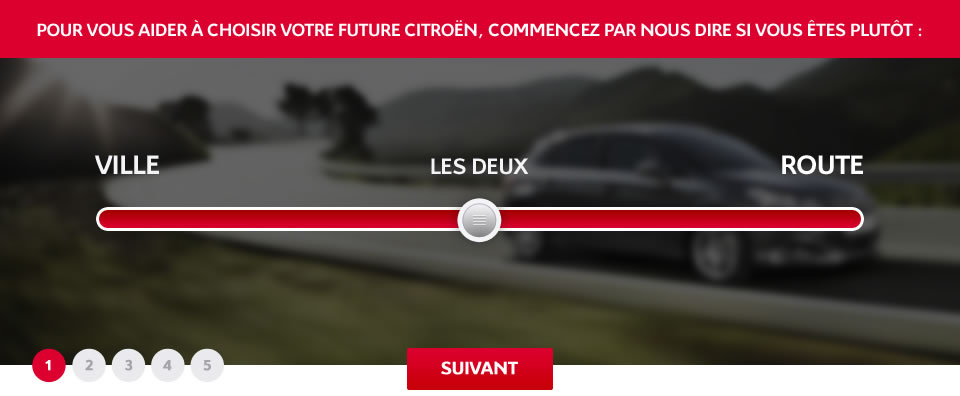 POUR VOUS AIDER À CHOISIR VOTRE FUTURE CITROËN, COMMENCEZ PAR NOUS DIRE SI VOUS ÊTES PLUTÔT :
VILLE LES DEUX ROUTE
1 2 3 4 5
SUIVANT